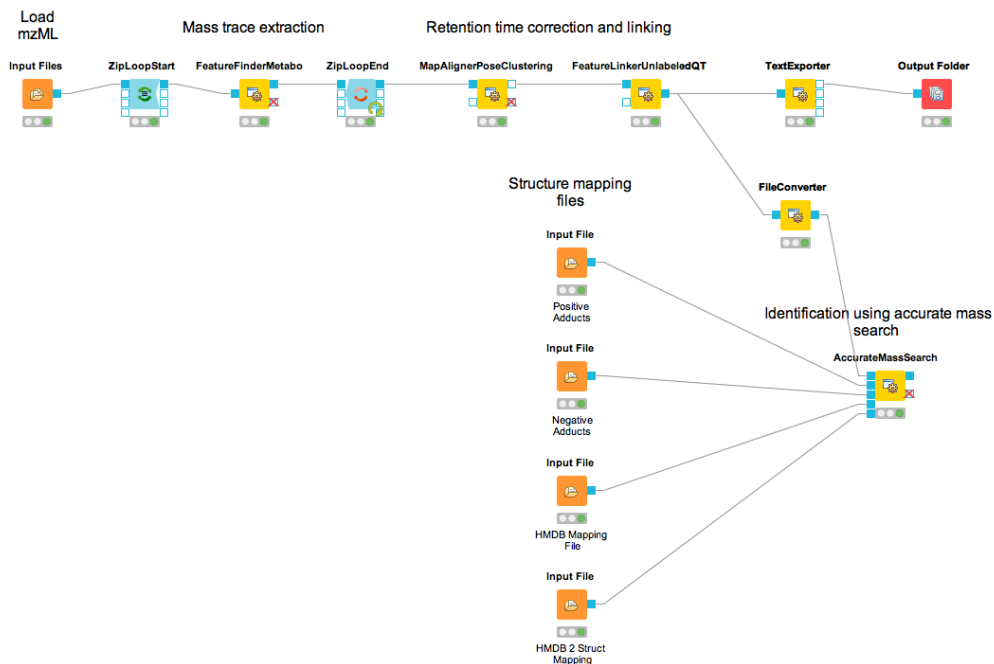 Load
mzML
Mass trace extraction
Retention time correction and linking
Input Files
ZipLoopStart
FeatureFinderMetabo
ZipLoopEnd
MapAlignerPoseClustering
FeatureLinkerUnlabeledQT
TextExporter
Output Folder
Structure mapping
files
FileConverter
Input File
Positive
Adducts
Identification using accurate mass
search
Input File
AccurateMassSearch
Negative
Adducts
Input File
HMDB Mapping
File
Input File
HMDB 2 Struct
Mapping